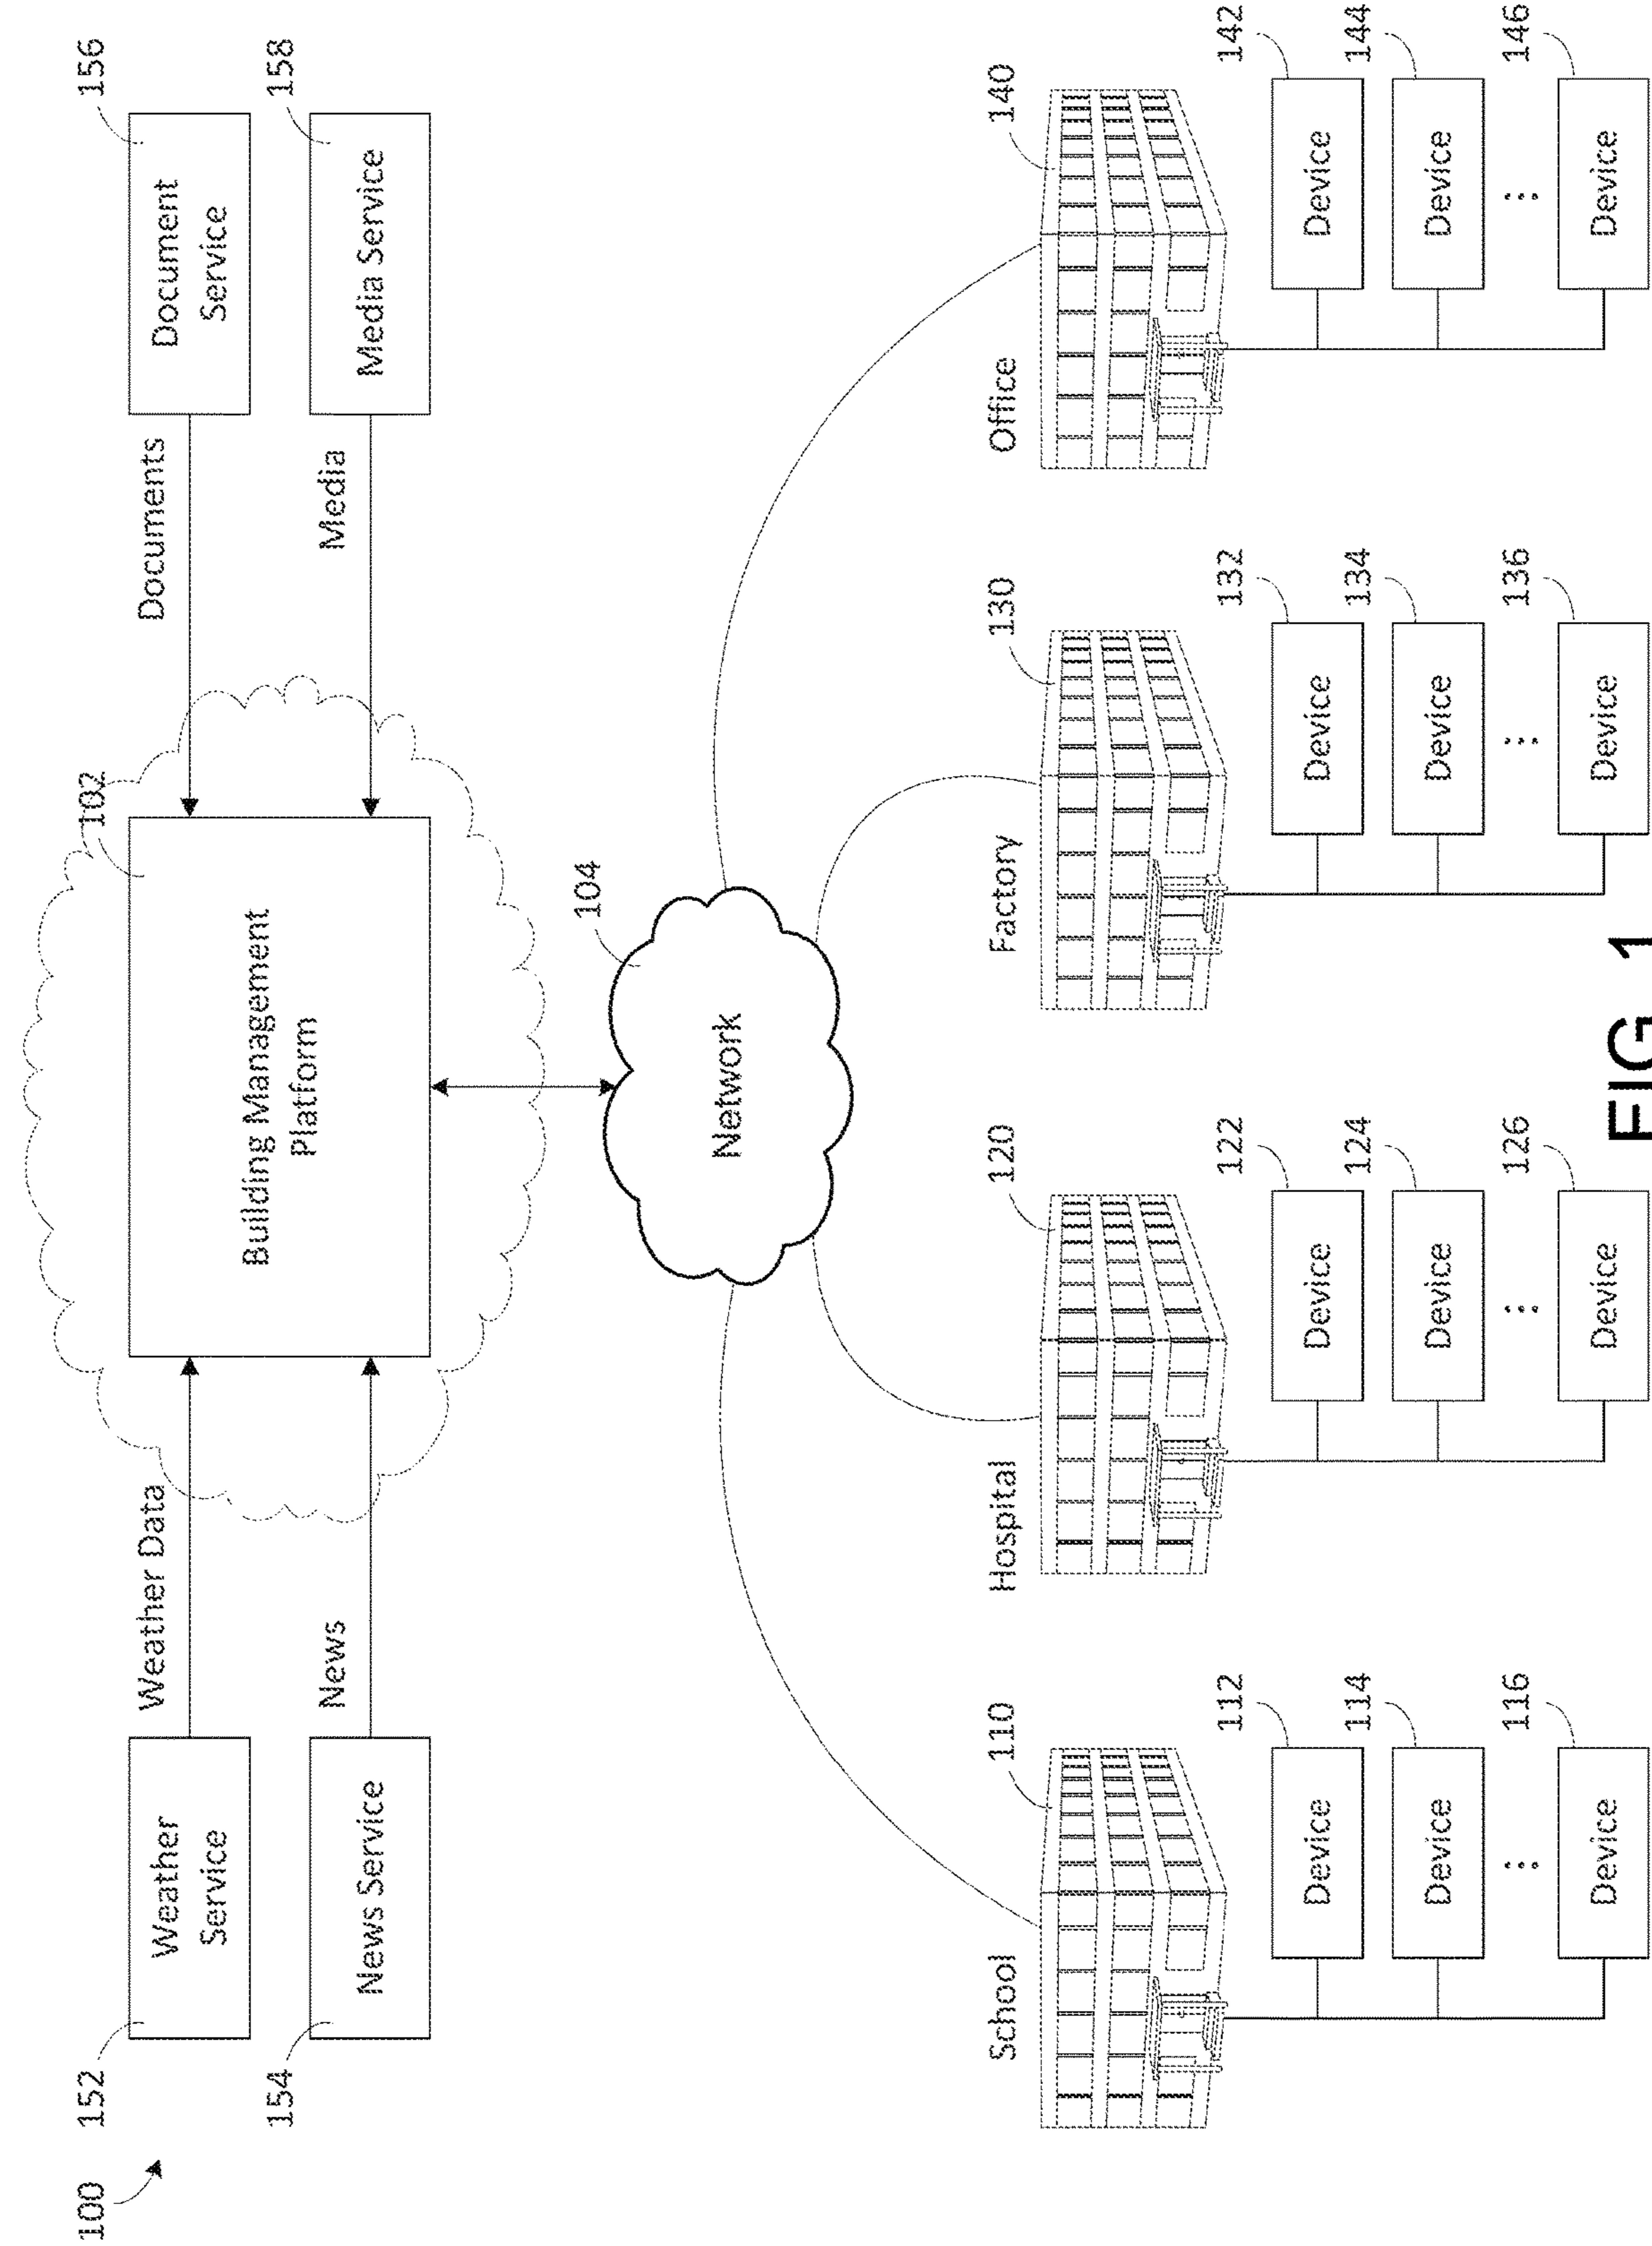 100
152
Weather
Service
154
News Service
Weather Data
News
102
Building Management
Platform
Documents
Media
156
Document
Service
158
Media Service
104
Network
School
110
Hospital
120
Factory
130
Office
140
Device
112
Device
114
Device
116
Device
122
Device
124
Device
126
Device
132
Device
134
Device
136
Device
142
Device
144
Device
146
FIG. 1